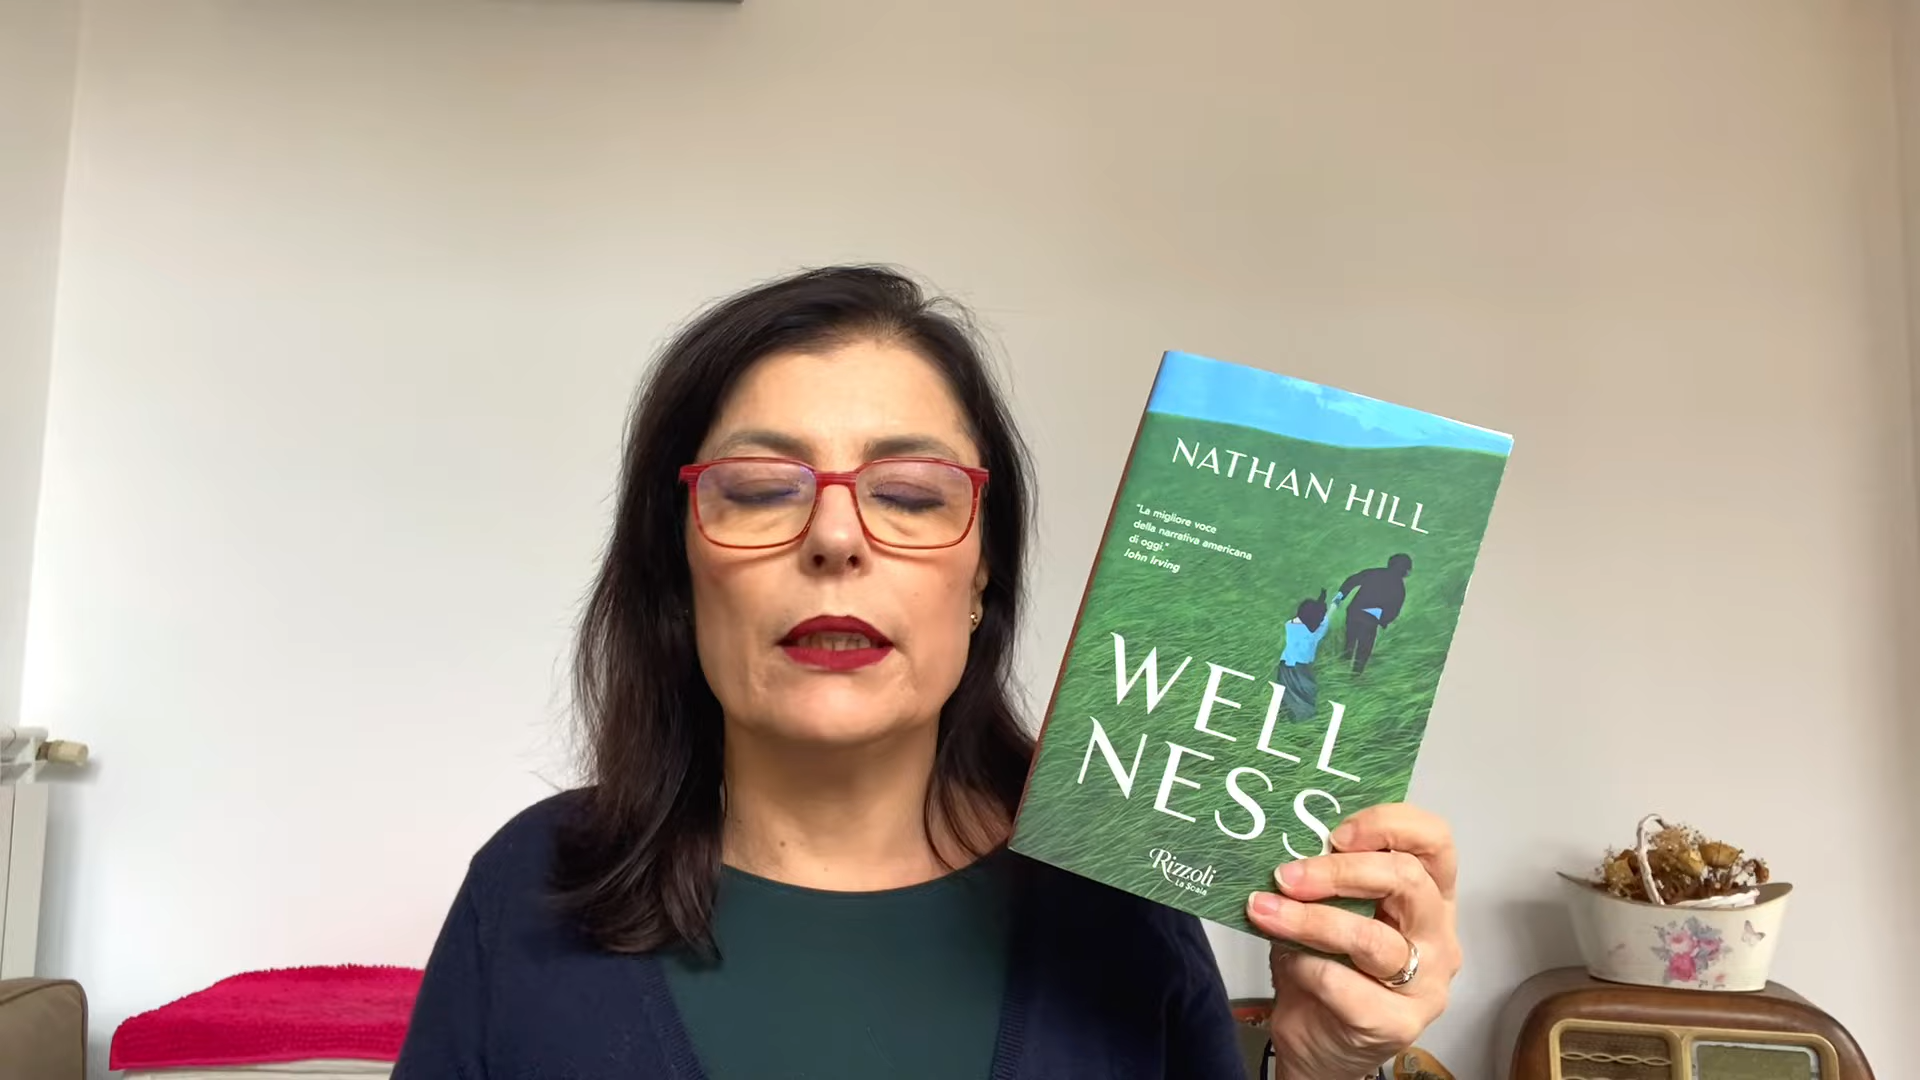 NATHAN HILL
"La migliore voce
della narrativa americana
di oggi."
John Irving
WELL
NESS
Rizzoli
La Scala